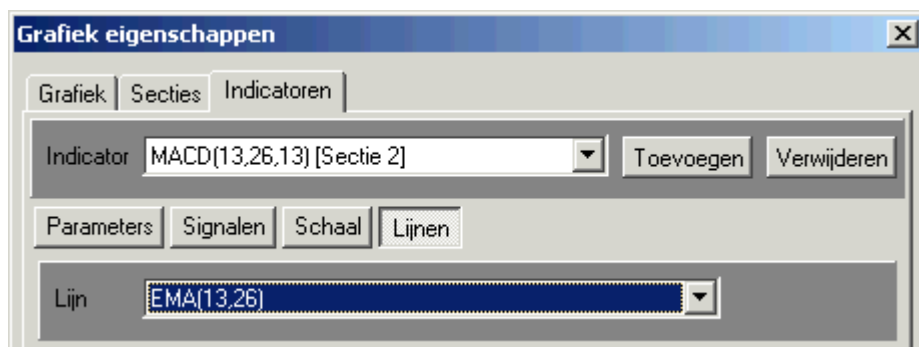 Grafiek eigenschappen
Grafiek Secties Indicatoren
Indicator MACD(13,26,13) [Sectie 2] Toevoegen Verwijderen
Parameters Signalen Schaal Lijnen
Lijn EMA(13,26)